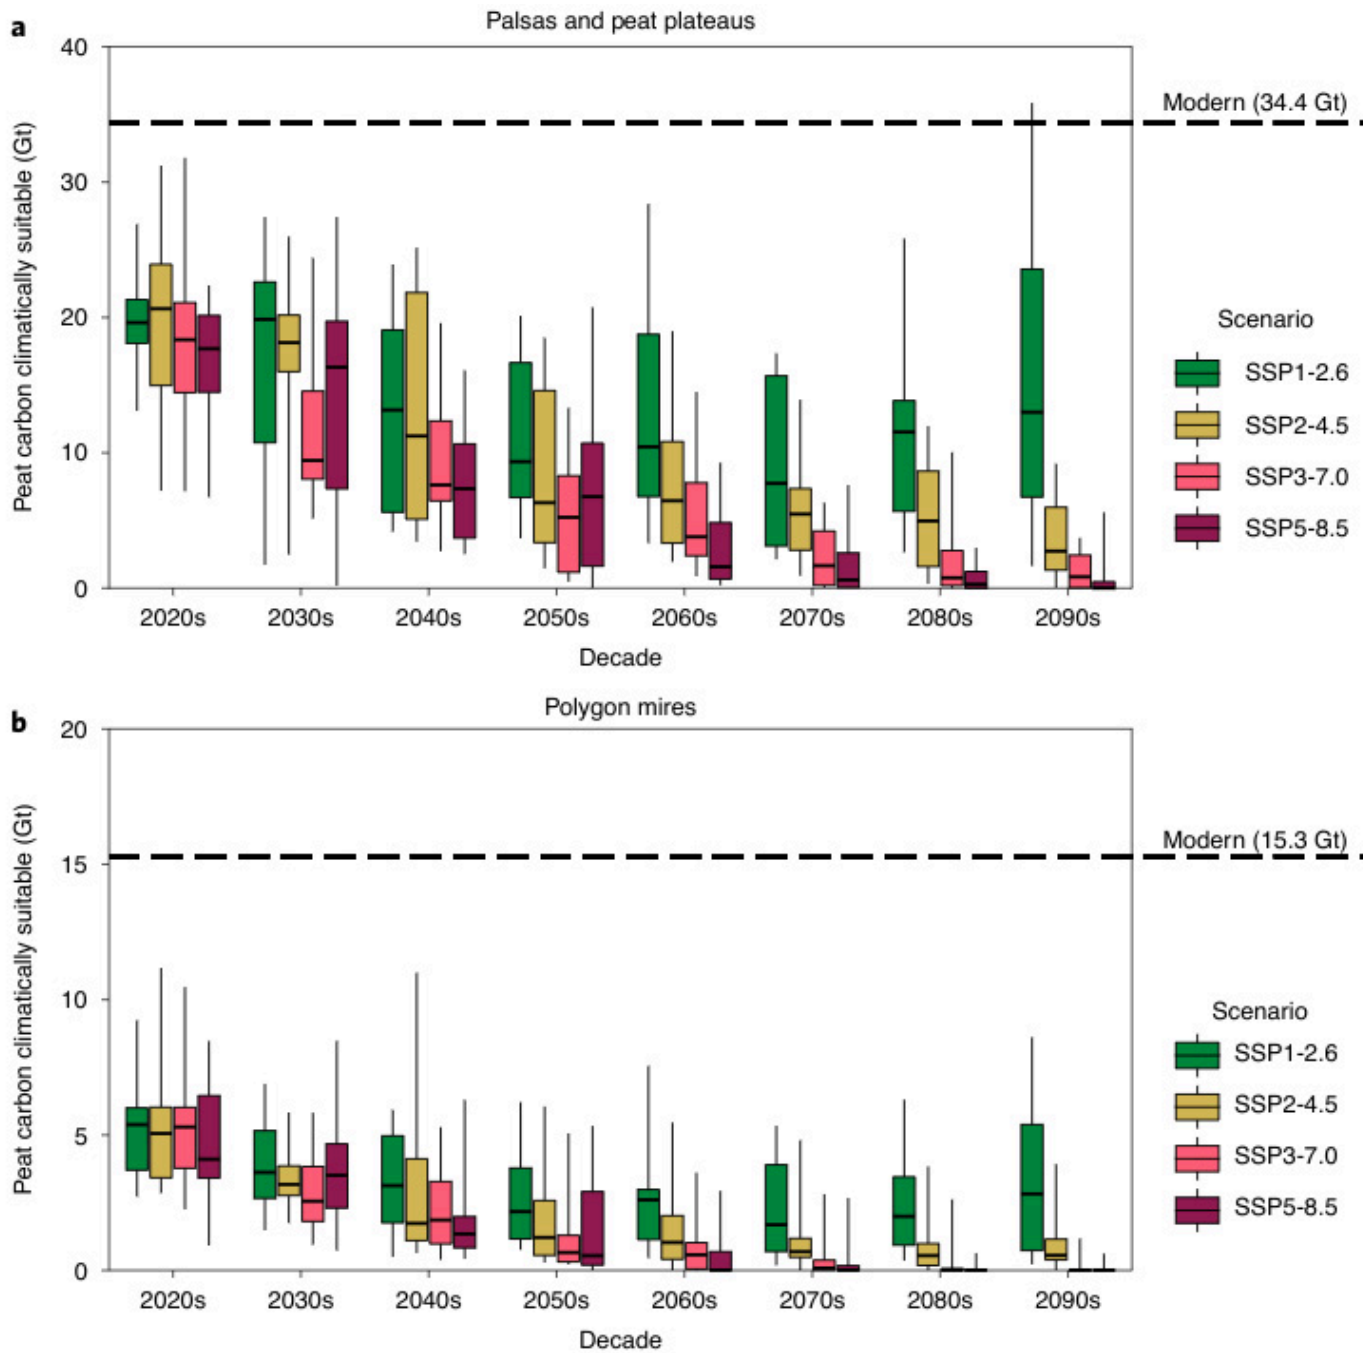 a
Palsas and peat plateaus
Peat carbon climatically suitable (Gt)
40
30
20
10
0
Modern (34.4 Gt)
Scenario
SSP1-2.6
SSP2-4.5
SSP3-7.0
SSP5-8.5
2020s 2030s 2040s 2050s 2060s 2070s 2080s 2090s
Decade
b
Polygon mires
Peat carbon climatically suitable (Gt)
20
15
10
5
0
Modern (15.3 Gt)
Scenario
SSP1-2.6
SSP2-4.5
SSP3-7.0
SSP5-8.5
2020s 2030s 2040s 2050s 2060s 2070s 2080s 2090s
Decade